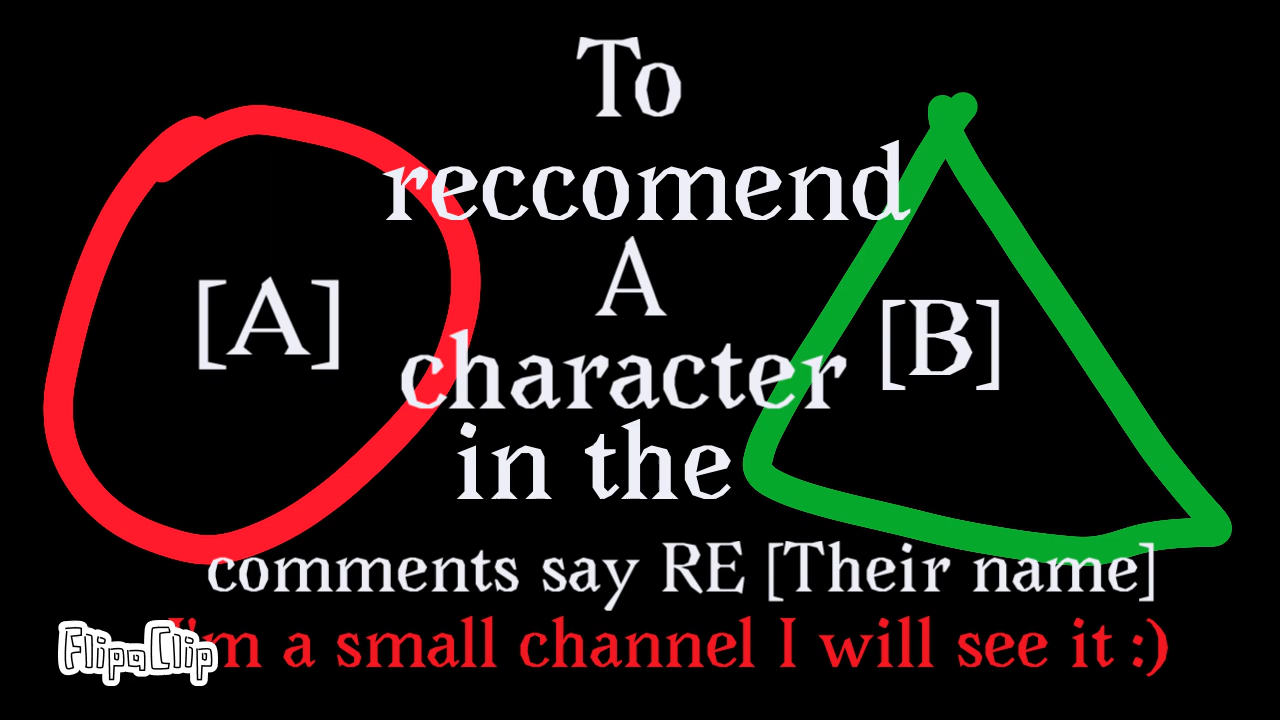 To
reccomend
A
[A]
[B]
character
in the
comments say RE [Their name]
I'm a small channel I will see it :)
FlipaClip